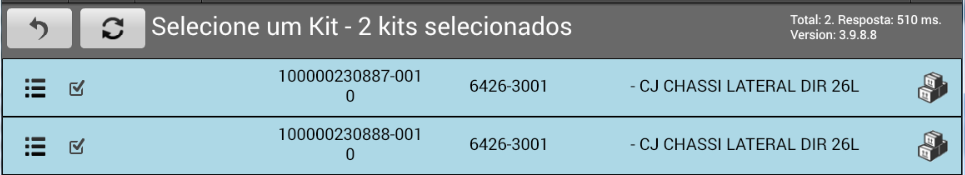 Selecione um Kit - 2 kits selecionados
Total: 2. Resposta: 510 ms.
Version: 3.9.8.8
100000230887-001
0
6426-3001
- CJ CHASSI LATERAL DIR 26L
100000230888-001
0
6426-3001
- CJ CHASSI LATERAL DIR 26L